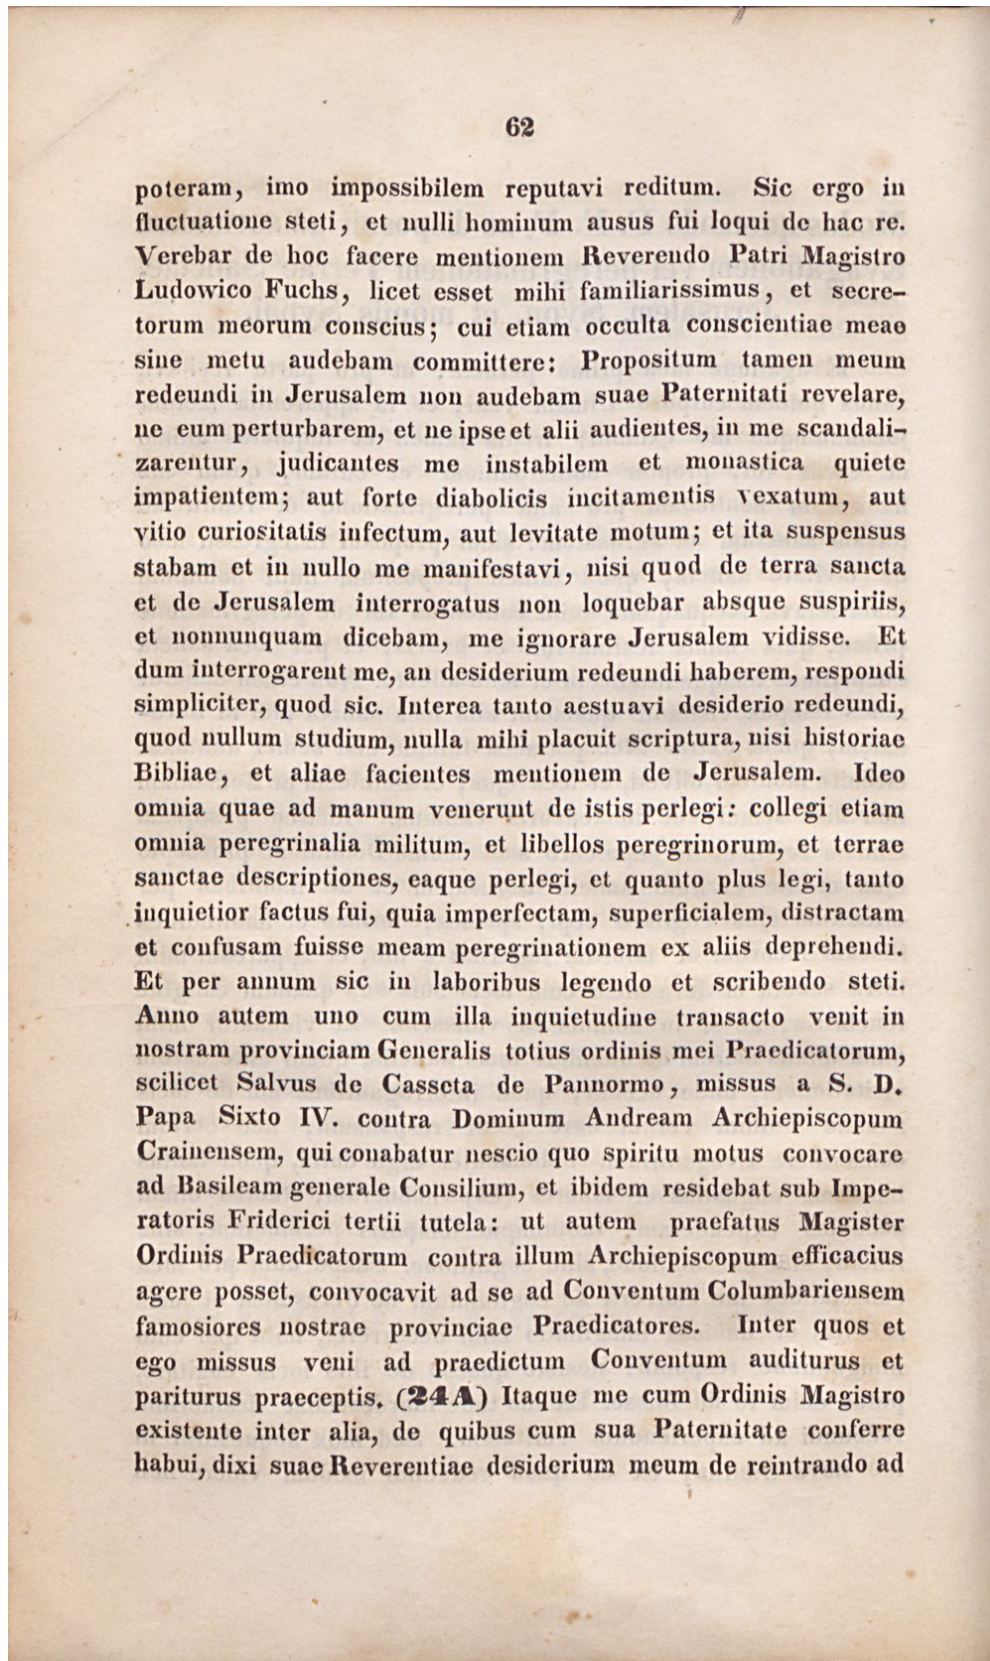 62
poteram, imo impossibilem reputavi reditum. Sic ergo in
fluctuatione steti, et nulli hominum ausus fui loqui de hac re.
Verebar de hoc facere mentionem Reverendo Patri Magistro
Ludowico Fuchs, licet esset mihi familiarissimus, et secre-
torum meorum conscius; cui etiam occulta conscientiae meae
sine metu audebam committere: Propositum tamen meum
redeundi in Jerusalem non audebam suae Paternitati revelare,
ne eum perturbarem, et ne ipse et alii audientes, in me scandali-
zarentur, judicantes me instabilem et monastica quiete
impatientem; aut forte diabolicis incitamentis vexatum, aut
vitio curiositatis infectum, aut levitate motum; et ita suspensus
stabam et in nullo me manifestavi, nisi quod de terra sancta
et de Jerusalem interrogatus non loquebar absque suspiriis,
et nonnunquam dicebam, me ignorare Jerusalem vidisse. Et
dum interrogarent me, an desiderium redeundi haberem, respondi
simpliciter, quod sic. Interea tanto aestuavi desiderio redeundi,
quod nullum studium, nulla mihi placuit scriptura, nisi historiae
Bibliae, et aliae facientes mentionem de Jerusalem. Ideo
omnia quae ad manum venerunt de istis perlegi: collegi etiam
omnia peregrinalia militum, et libellos peregrinorum, et terrae
sanctae descriptiones, eaque perlegi, et quanto plus legi, tanto
inquietior factus fui, quia imperfectam, superficialem, distractam
et confusam fuisse meam peregrinationem ex aliis deprehendi.
Et per annum sic in laboribus legendo et scribendo steti.
Anno autem uno cum illa inquietudine transacto venit in
nostram provinciam Generalis totius ordinis mei Praedicatorum,
scilicet Salvus de Casseta de Pannormo, missus a S. D.
Papa Sixto IV. contra Dominum Andream Archiepiscopum
Crainensem, qui conabatur nescio quo spiritu motus convocare
ad Basileam generale Consilium, et ibidem residebat sub Impe-
ratoris Friderici tertii tutela: ut autem praefatus Magister
Ordinis Praedicatorum contra illum Archiepiscopum efficacius
agere posset, convocavit ad se ad Conventum Columbariensem
famosiores nostrae provinciae Praedicatores. Inter quos et
ego missus veni ad praedictum Conventum auditurus et
pariturus praeceptis. (24 A) Itaque me cum Ordinis Magistro
existente inter alia, de quibus cum sua Paternitate conferre
habui, dixi suae Reverentiae desiderium meum de reintrando ad